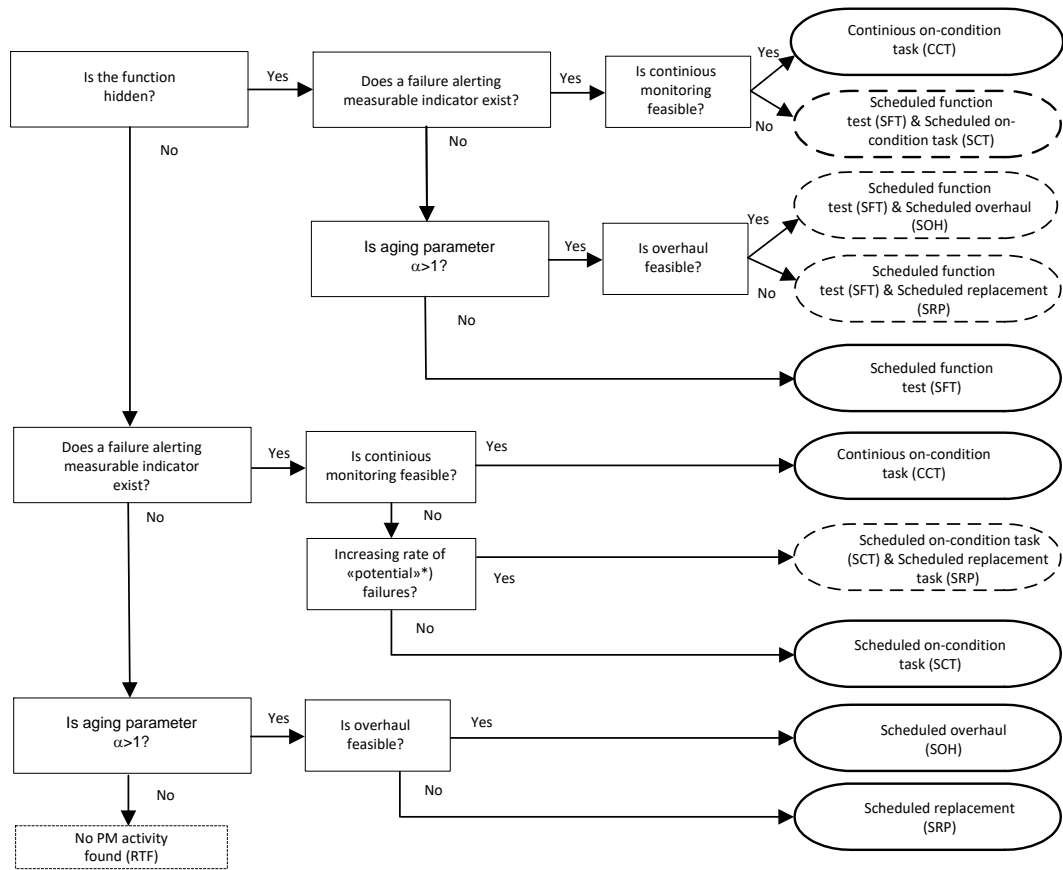 Is the function
hidden?
Yes
No
Does a failure alerting
measurable indicator exist?
Yes
No
Is continious
monitoring
feasible?
Yes
No
Continious on-condition
task (CCT)
Scheduled function
test (SFT) & Scheduled on-
condition task (SCT)
Is aging parameter
α>1?
Yes
No
Is overhaul
feasible?
Yes
No
Scheduled function
test (SFT) & Scheduled overhaul
(SOH)
Scheduled function
test (SFT) & Scheduled replacement
(SRP)
Scheduled function
test (SFT)
Does a failure alerting
measurable indicator
exist?
Yes
No
Is continious
monitoring feasible?
Yes
No
Continious on-condition
task (CCT)
Increasing rate of
«potential»*)
failures?
Yes
No
Scheduled on-condition task
(SCT) & Scheduled replacement
task (SRP)
Scheduled on-condition
task (SCT)
Is aging parameter
α>1?
Yes
No
Is overhaul
feasible?
Yes
No
Scheduled overhaul
(SOH)
Scheduled replacement
(SRP)
No PM activity
found (RTF)